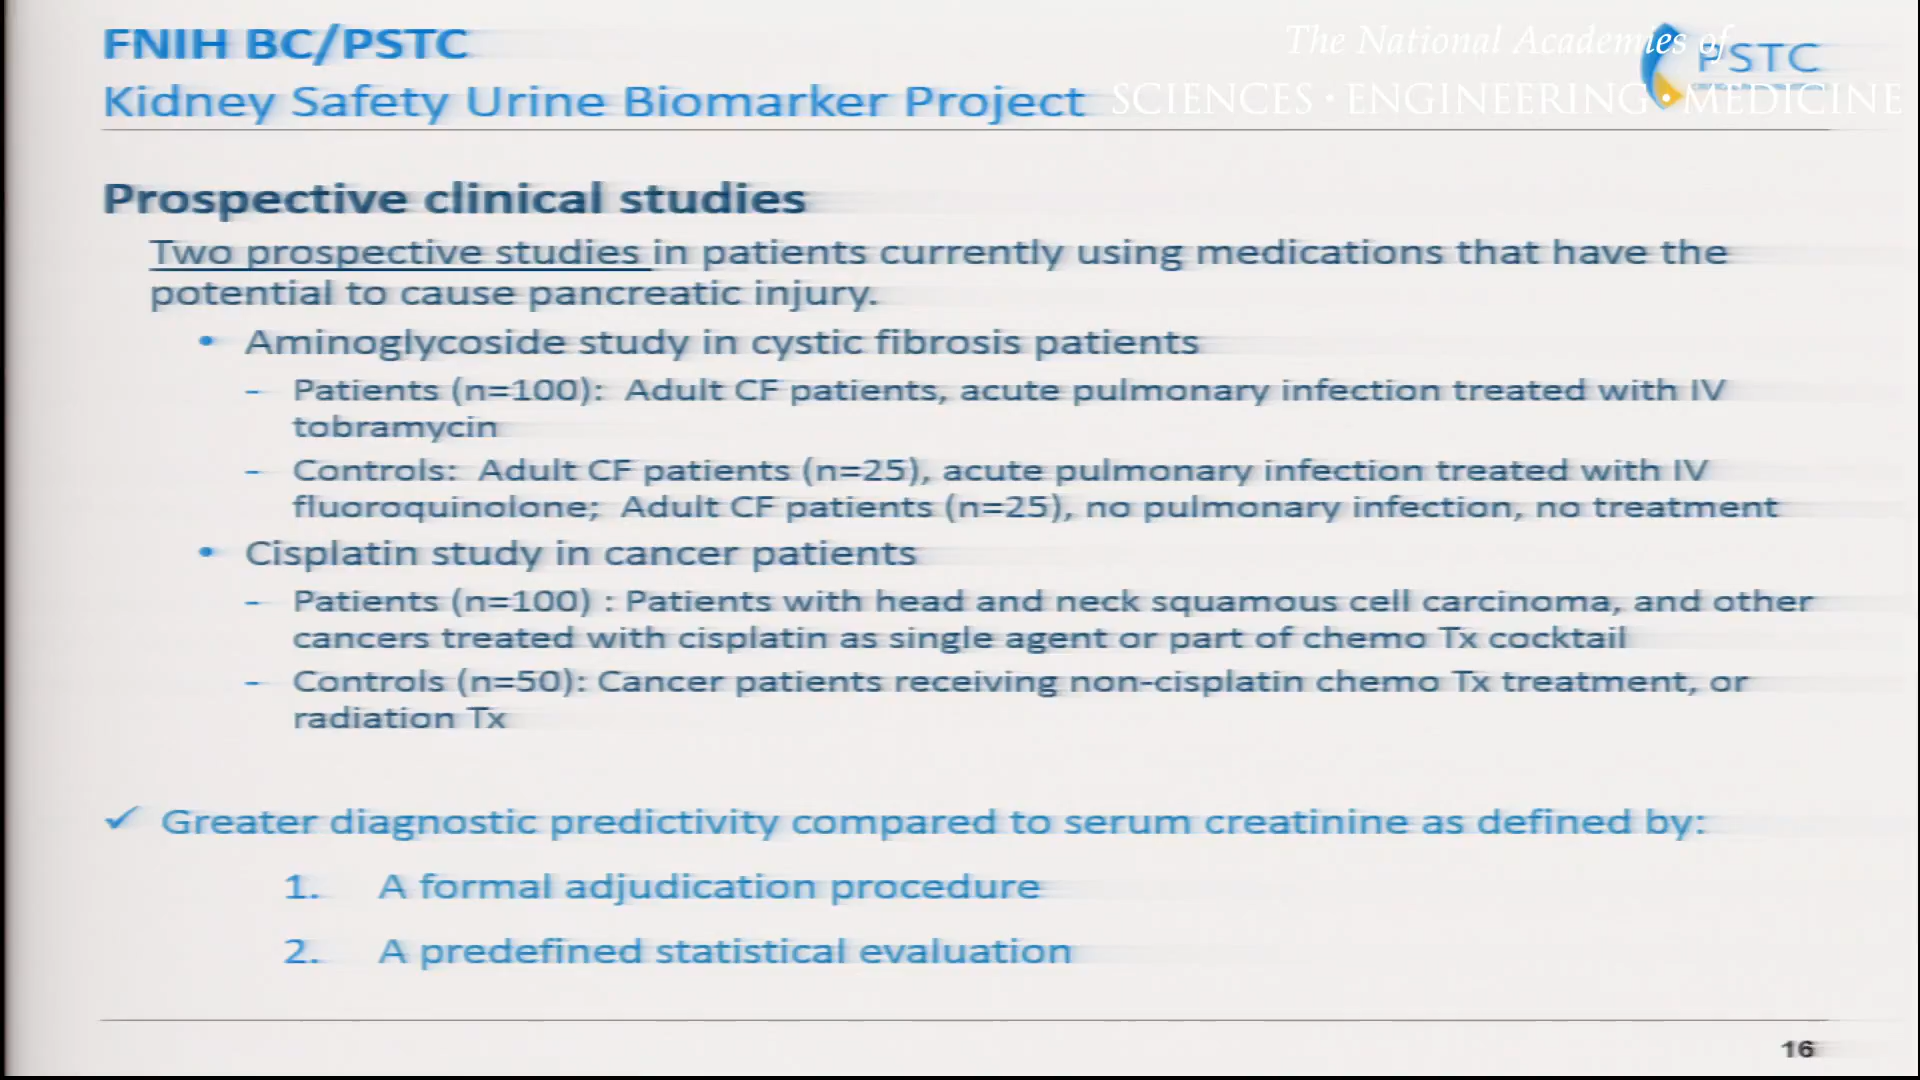 FNIH BC/PSTC
Kidney Safety Urine Biomarker Project
The National Academies of
SCIENCES · ENGINEERING · MEDICINE
PSTC
Prospective clinical studies
Two prospective studies in patients currently using medications that have the
potential to cause pancreatic injury.
• Aminoglycoside study in cystic fibrosis patients
- Patients (n=100): Adult CF patients, acute pulmonary infection treated with IV
tobramycin
- Controls: Adult CF patients (n=25), acute pulmonary infection treated with IV
fluoroquinolone; Adult CF patients (n=25), no pulmonary infection, no treatment
• Cisplatin study in cancer patients
- Patients (n=100) : Patients with head and neck squamous cell carcinoma, and other
cancers treated with cisplatin as single agent or part of chemo Tx cocktail
- Controls (n=50): Cancer patients receiving non-cisplatin chemo Tx treatment, or
radiation Tx
✓ Greater diagnostic predictivity compared to serum creatinine as defined by:
1. A formal adjudication procedure
2. A predefined statistical evaluation
16